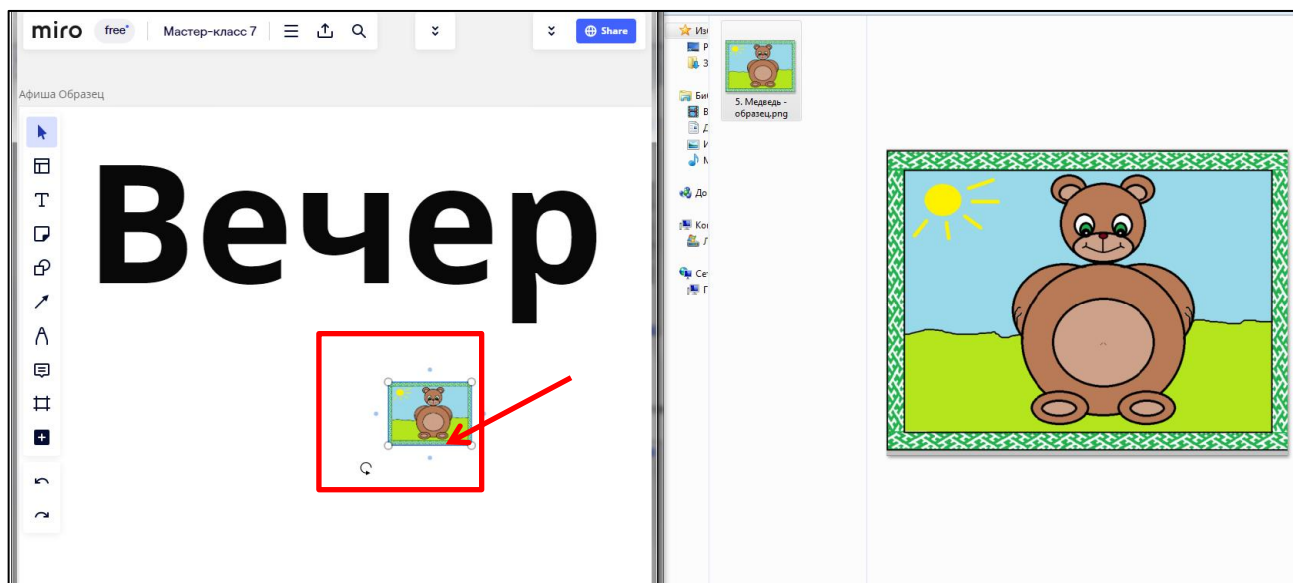 miro free Мастер-класс 7 Share
Афиша Образец
Вечер
5. Медведь -
образец.png